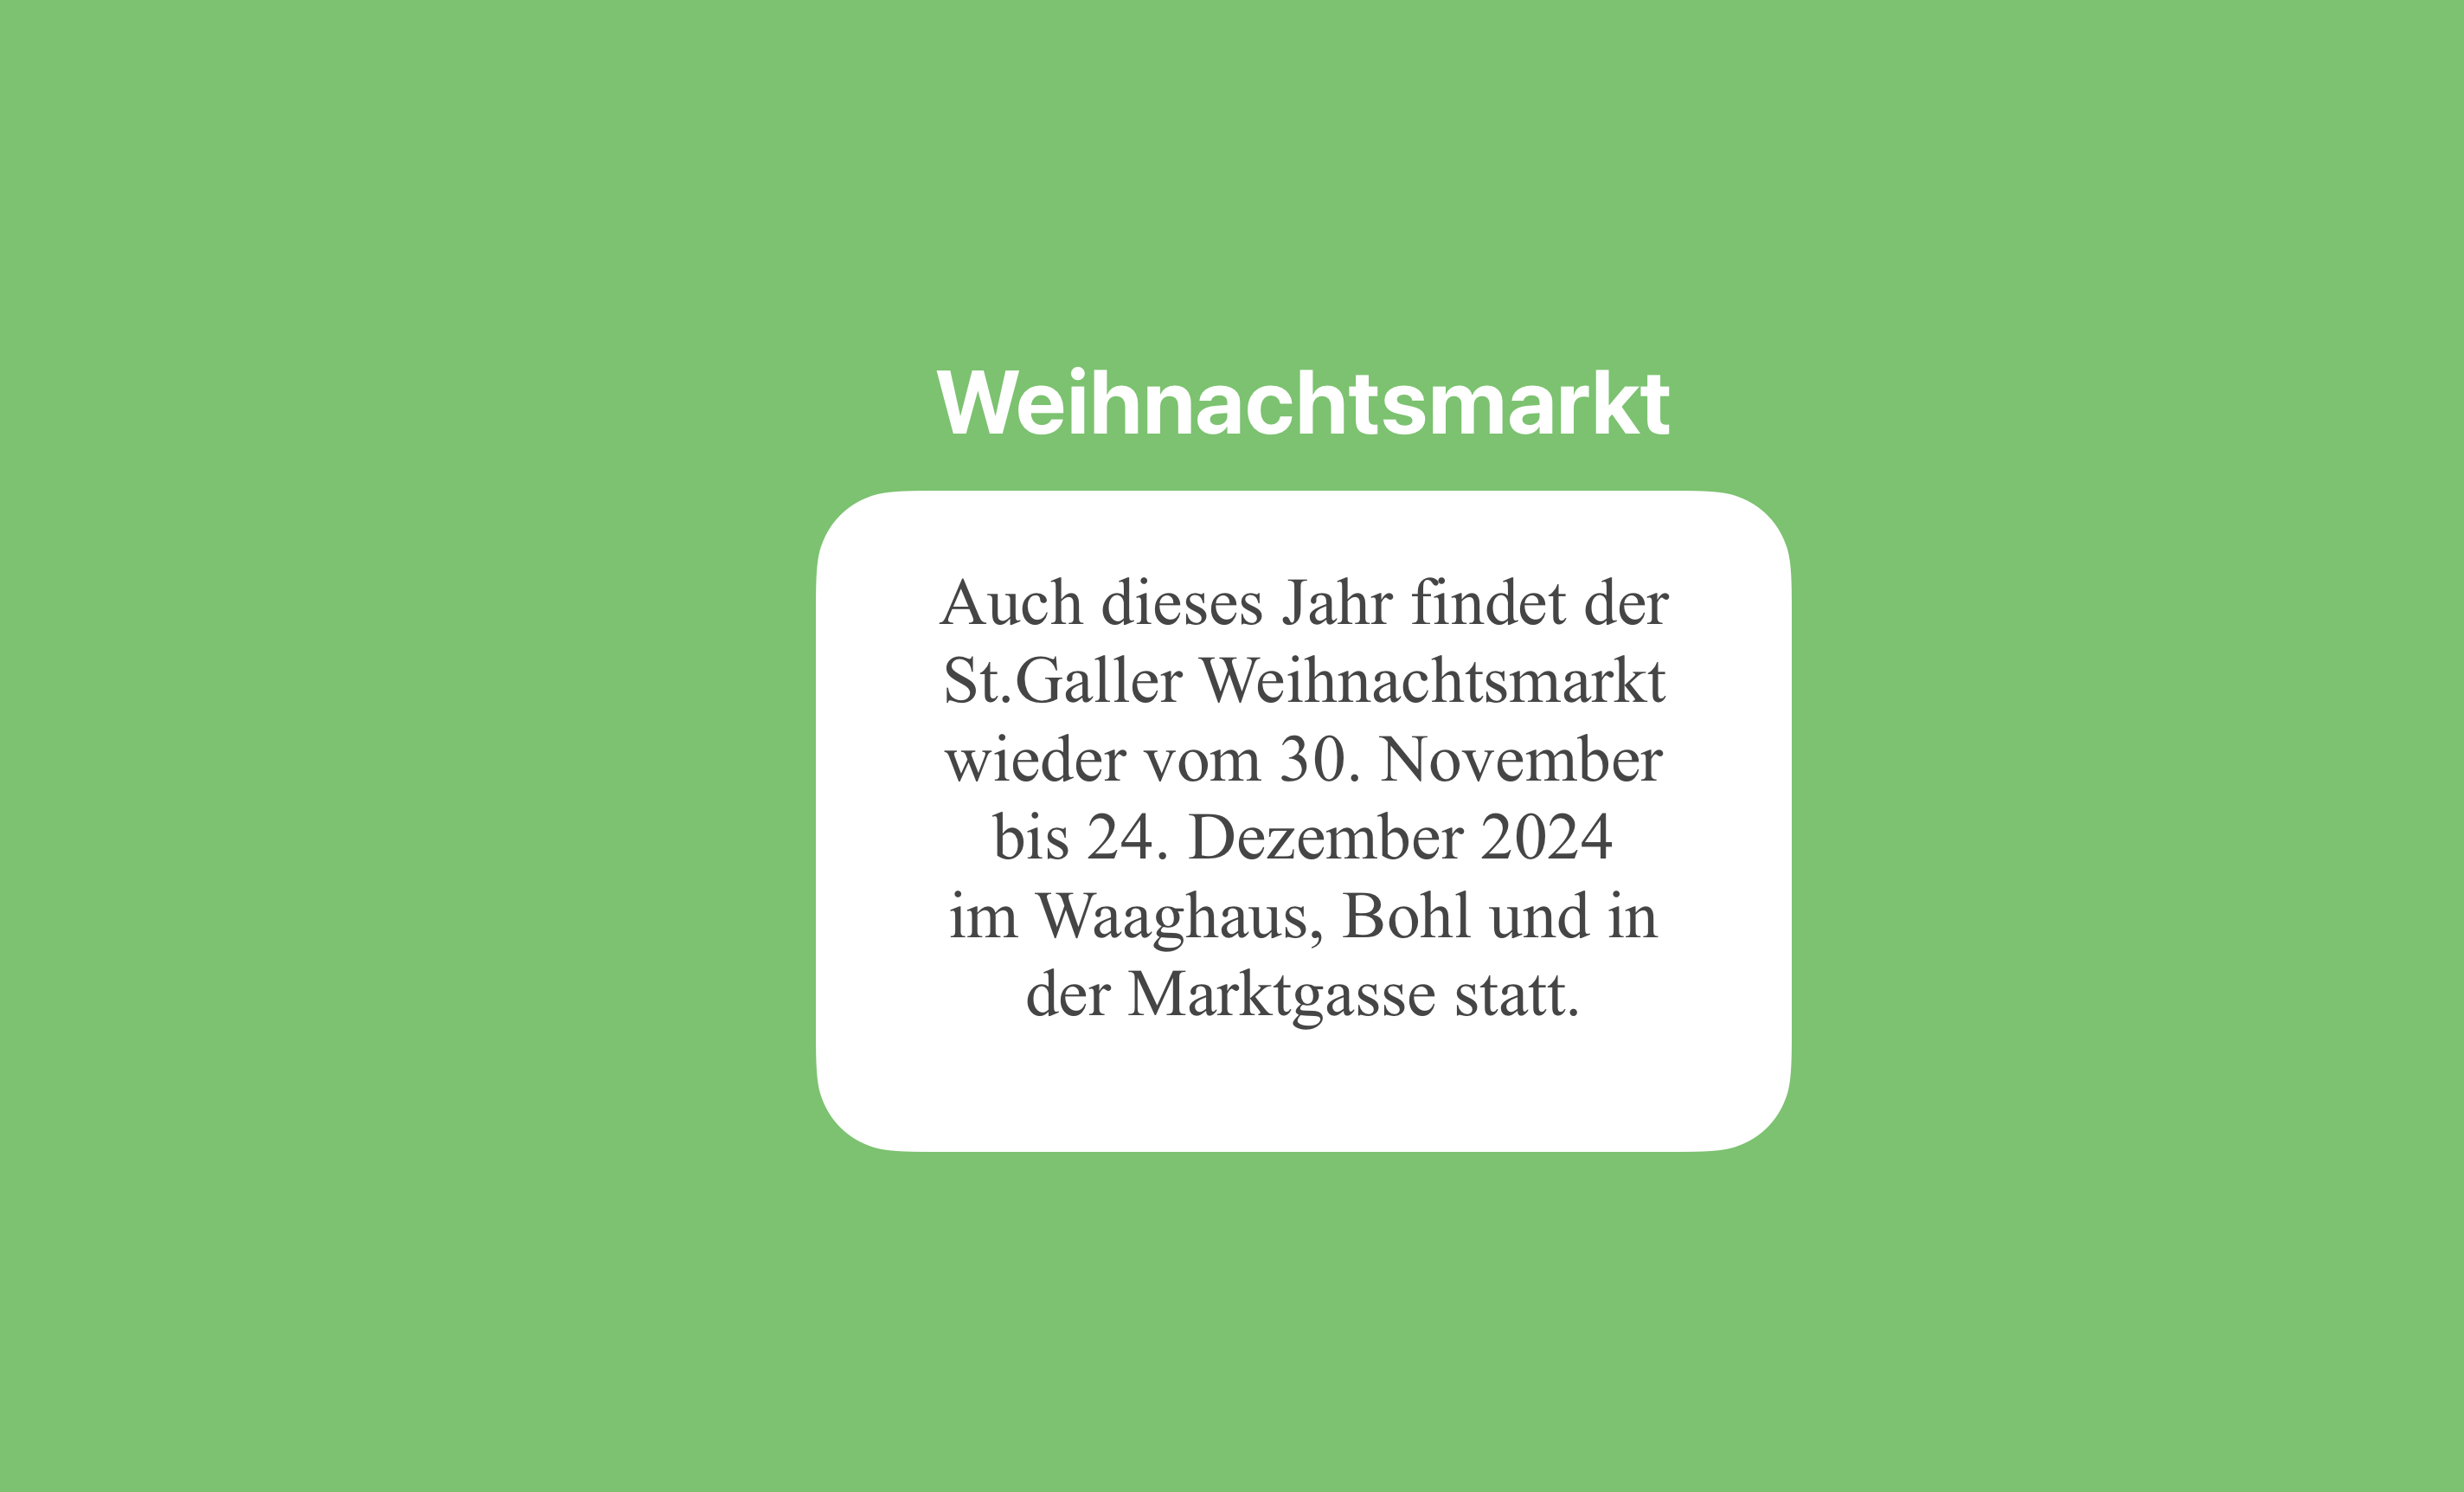 Weihnachtsmarkt
Auch dieses Jahr findet der
St.Galler Weihnachtsmarkt
wieder vom 30. November
bis 24. Dezember 2024
im Waaghaus, Bohl und in
der Marktgasse statt.